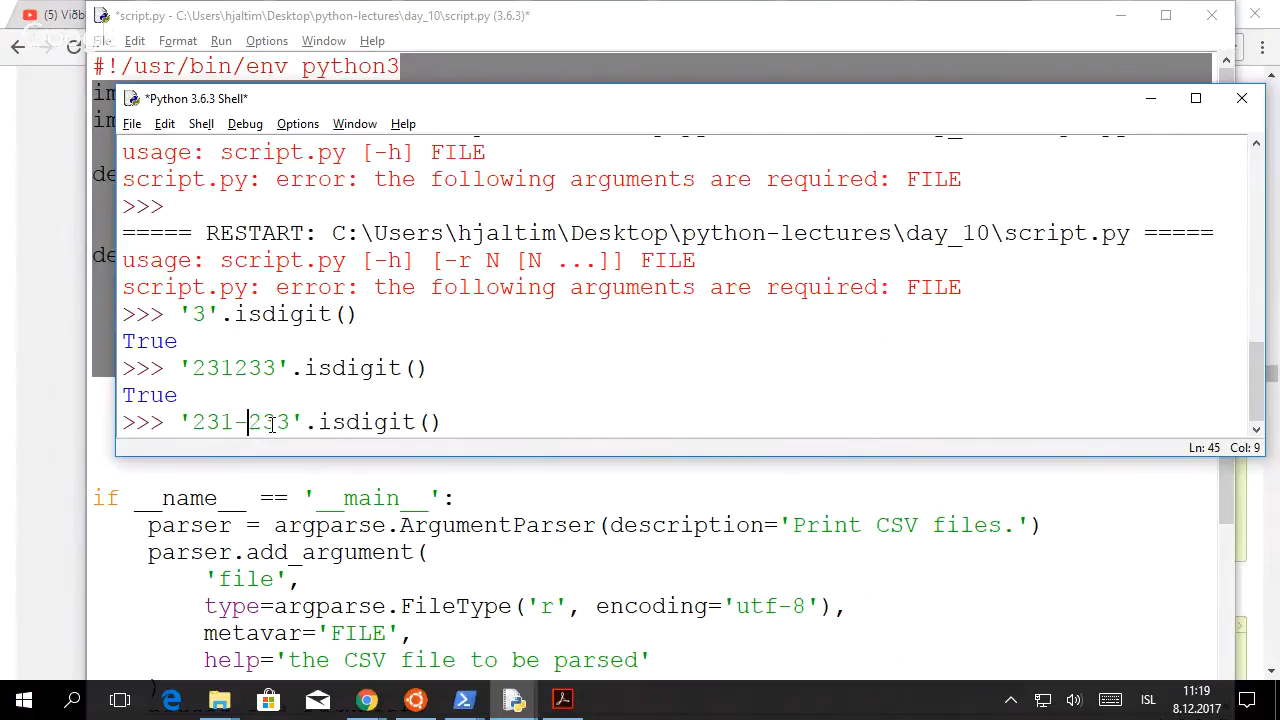 Viðb
*script.py - C:\Users\hjaltim\Desktop\python-lectures\day_10\script.py (3.6.3)*
File Edit Format Run Options Window Help
#!/usr/bin/env python3
im
im
de
de
*Python 3.6.3 Shell*
File Edit Shell Debug Options Window Help
usage: script.py [-h] FILE
script.py: error: the following arguments are required: FILE
>>>
===== RESTART: C:\Users\hjaltim\Desktop\python-lectures\day_10\script.py =====
usage: script.py [-h] [-r N [N ...]] FILE
script.py: error: the following arguments are required: FILE
>>> '3'.isdigit()
True
>>> '231233'.isdigit()
True
>>> '231-233'.isdigit()
Ln: 45 Col: 9
if __name__ == '__main__':
    parser = argparse.ArgumentParser(description='Print CSV files.')
    parser.add_argument(
        'file',
        type=argparse.FileType('r', encoding='utf-8'),
        metavar='FILE',
        help='the CSV file to be parsed'
    )
ISL
11:19
8.12.2017